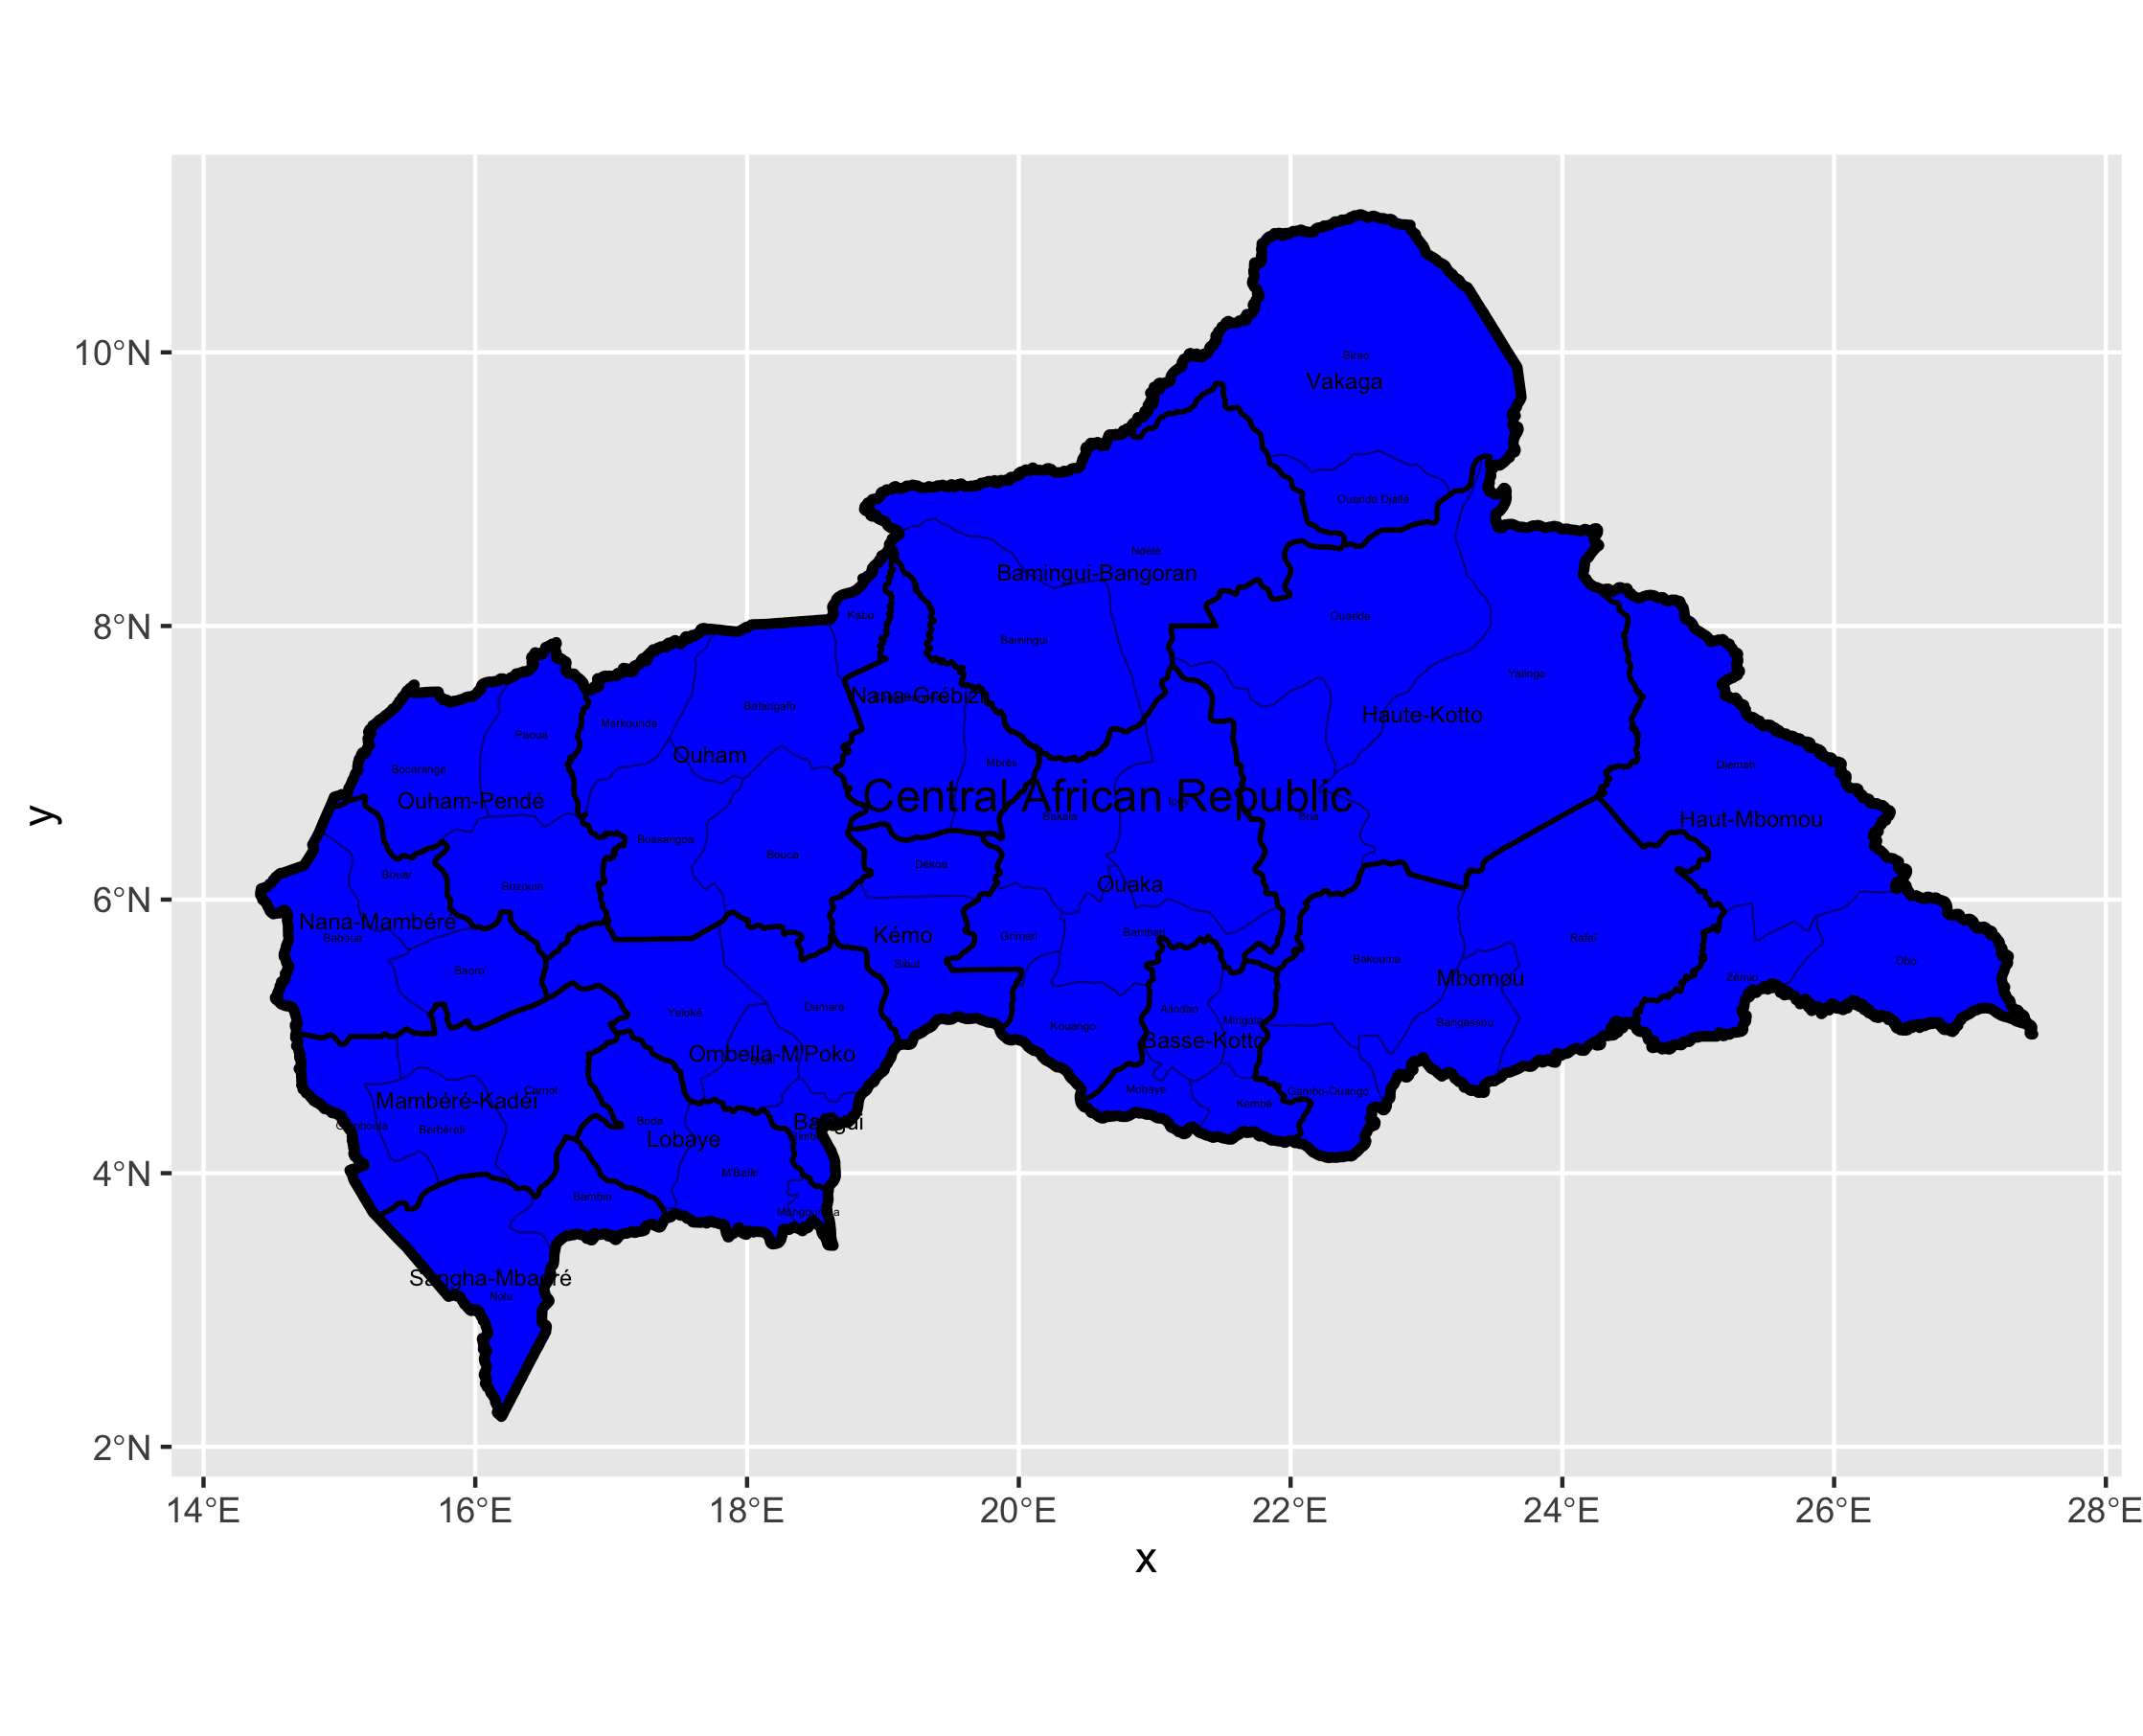 10°N
8°N
6°N
4°N
2°N
y
Birao
Vakaga
Ouanda Djallé
Ndélé
Bamingui-Bangoran
Kabo
Ouadda
Bamingui
Yalinga
Nana-Grébizi
Batangafo
Haute-Kotto
Markounda
Paoua
Ouham
Mbrès
Djemah
Bocaranga
Ouham-Pendé
Central African Republic
Ippy
Bakala
Bria
Haut-Mbomou
Bossangoa
Bouca
Dékoa
Bouar
Bozoum
Ouaka
Nana-Mambéré
Baboua
Kémo
Grimari
Bambari
Rafaï
Bakouma
Obo
Sibut
Baoro
Mbomou
Zémio
Damara
Alindao
Yaloké
Mingala
Bangassou
Kouango
Basse-Kotto
Ombella-M'Poko
Mobaye
Gambo-Ouango
Carnot
Mambéré-Kadéï
Kembé
Boda
Bangui
Gamboula
Berbérati
Lobaye
M'Baïki
Bambio
Mongoumba
Sangha-Mbaéré
Nola
14°E 16°E 18°E 20°E 22°E 24°E 26°E 28°E
x